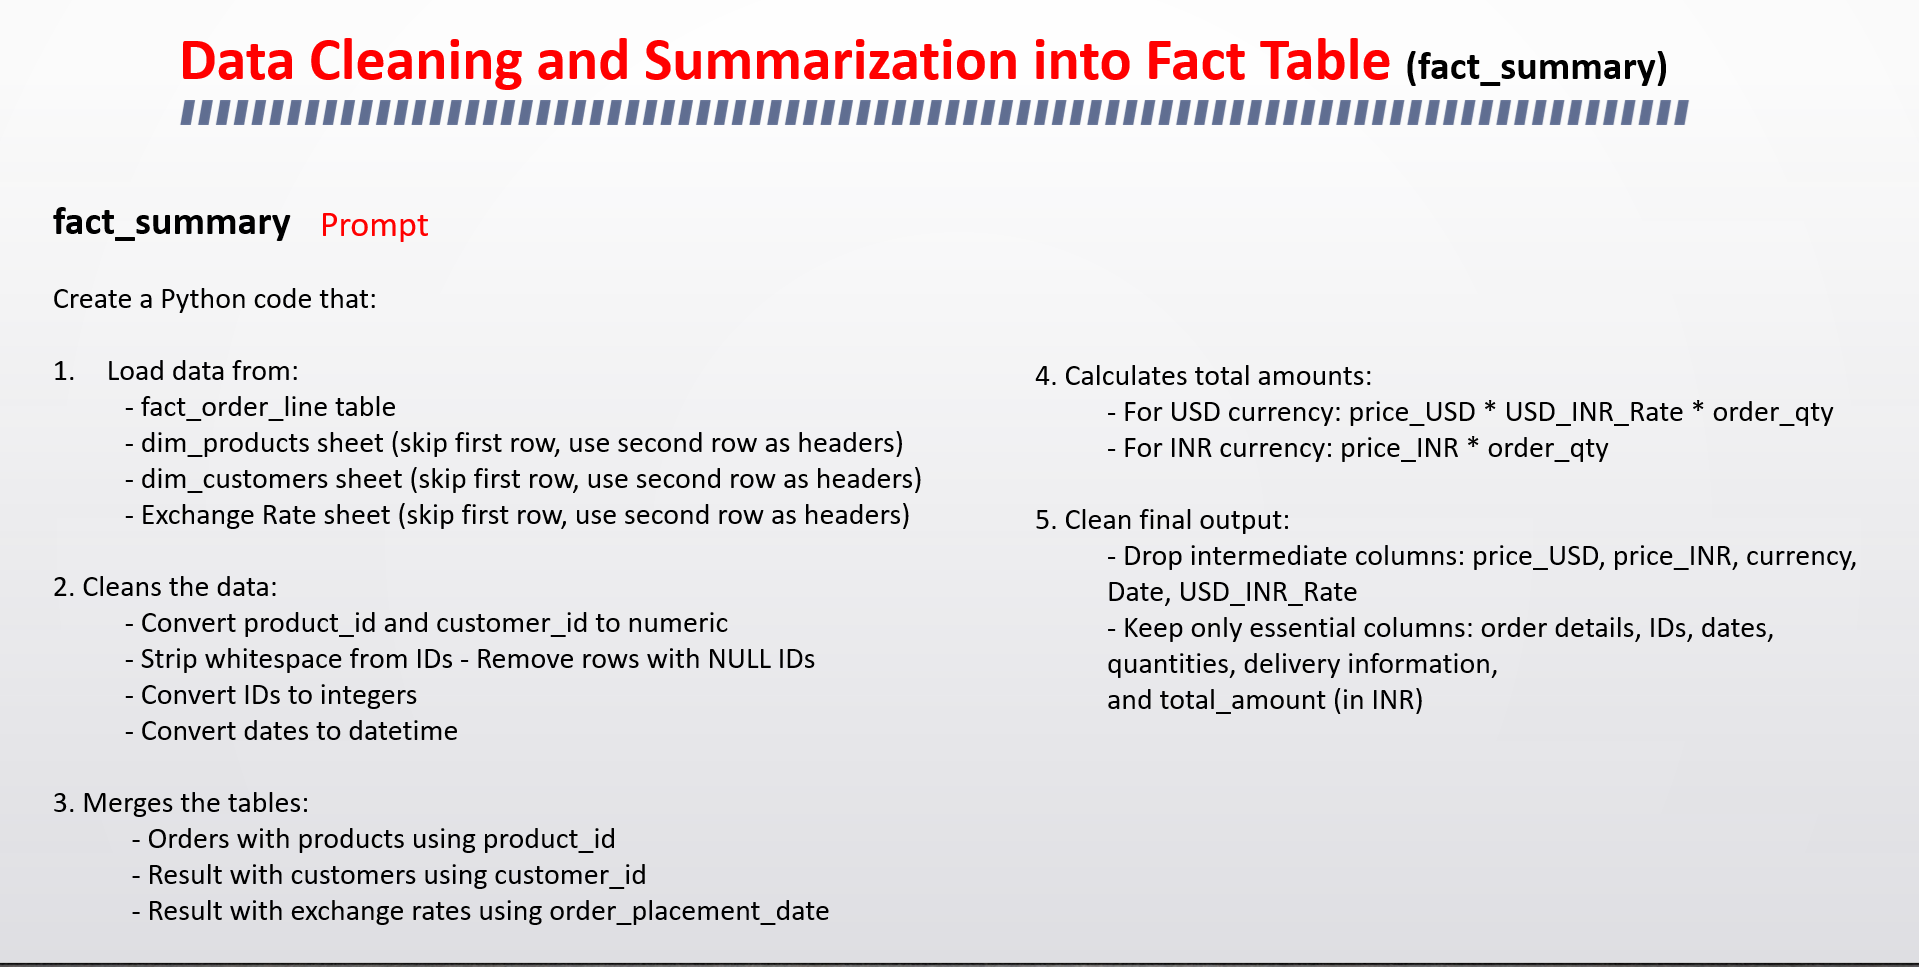 Data Cleaning and Summarization into Fact Table (fact_summary)
fact_summary Prompt
Create a Python code that:
1. Load data from:
- fact_order_line table
- dim_products sheet (skip first row, use second row as headers)
- dim_customers sheet (skip first row, use second row as headers)
- Exchange Rate sheet (skip first row, use second row as headers)
2. Cleans the data:
- Convert product_id and customer_id to numeric
- Strip whitespace from IDs - Remove rows with NULL IDs
- Convert IDs to integers
- Convert dates to datetime
3. Merges the tables:
- Orders with products using product_id
- Result with customers using customer_id
- Result with exchange rates using order_placement_date
4. Calculates total amounts:
- For USD currency: price_USD * USD_INR_Rate * order_qty
- For INR currency: price_INR * order_qty
5. Clean final output:
- Drop intermediate columns: price_USD, price_INR, currency,
Date, USD_INR_Rate
- Keep only essential columns: order details, IDs, dates,
quantities, delivery information,
and total_amount (in INR)